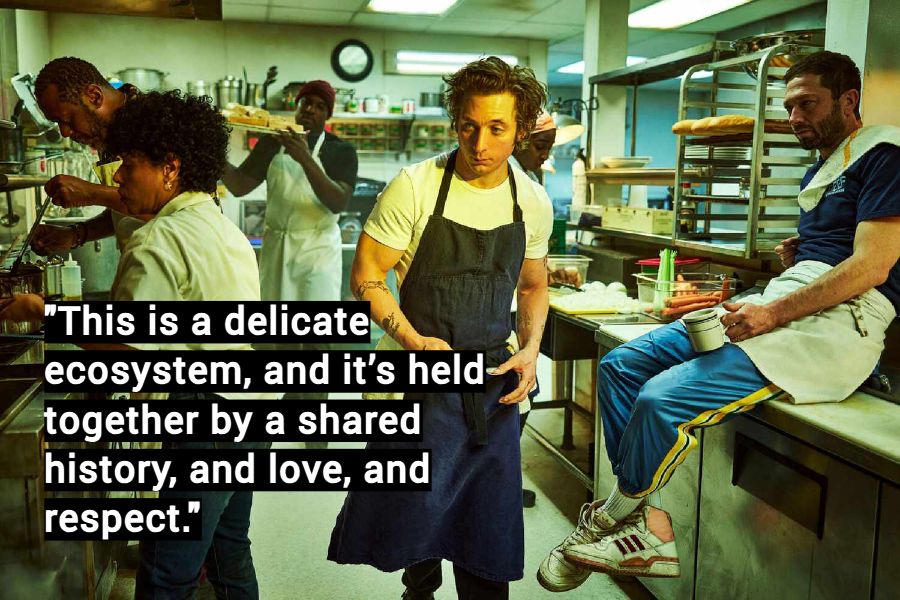 "This is a delicate
ecosystem, and it's held
together by a shared
history, and love, and
respect."